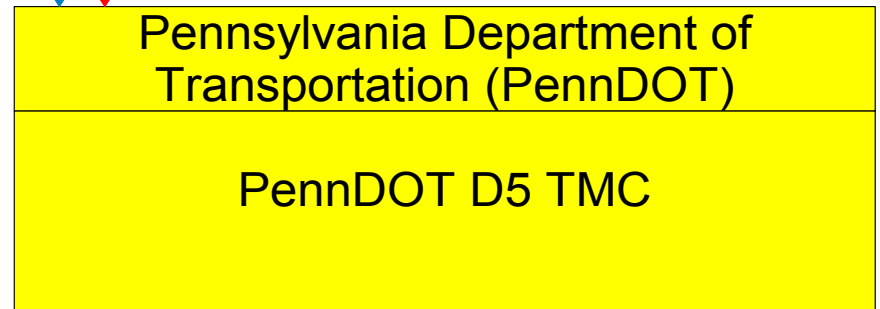 Pennsylvania Department of
Transportation (PennDOT)
PennDOT D5 TMC